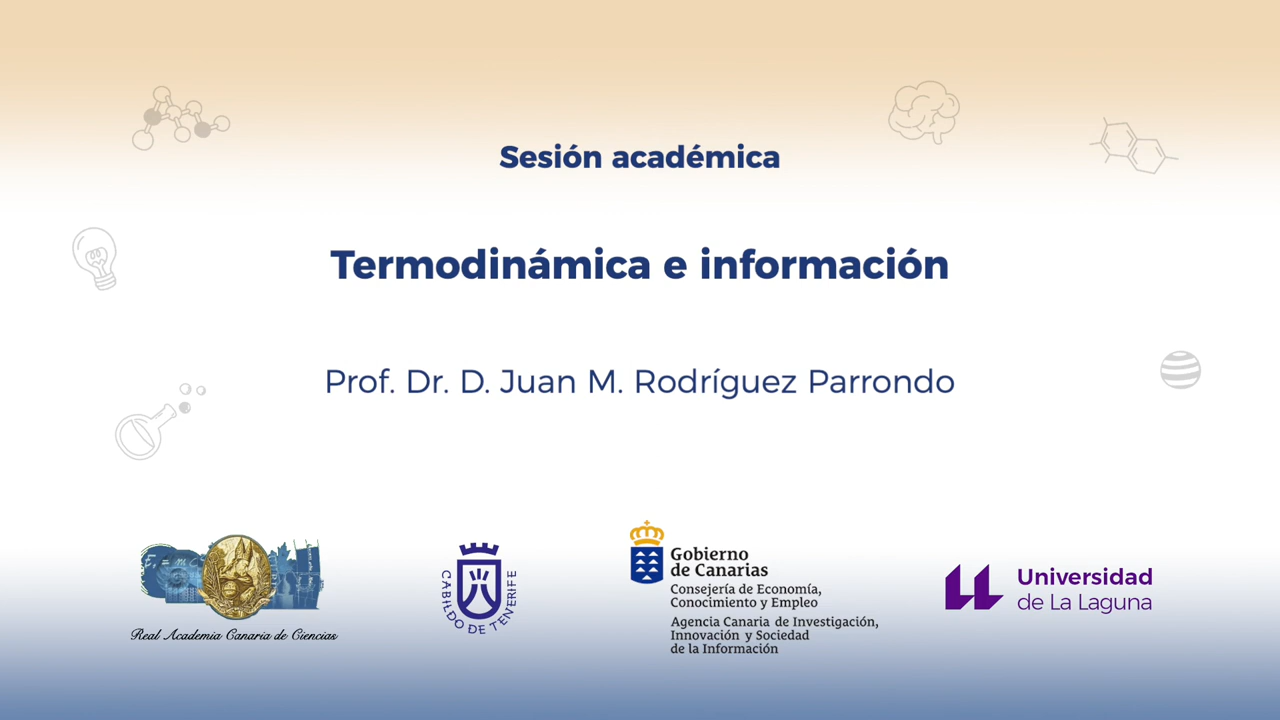 Sesión académica
Termodinámica e información
Prof. Dr. D. Juan M. Rodríguez Parrondo
Real Academia Canaria de Ciencias
CABILDO DE TENERIFE
Gobierno
de Canarias
Consejería de Economía,
Conocimiento y Empleo
Agencia Canaria de Investigación,
Innovación y Sociedad
de la Información
Universidad
de La Laguna